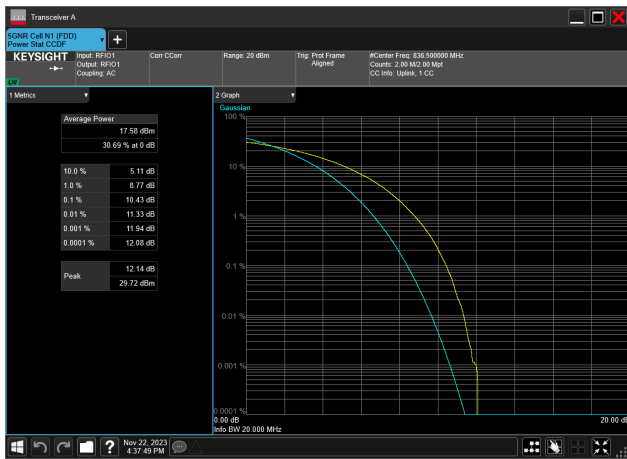 Transceiver A
5GNR Cell N1 (FDD)
Power Stat CCDF
KEYSIGHT
Input: RFIO1
Output: RFIO1
Coupling: AC
Corr CCorr
Range: 20 dBm
Trig: Prot Frame
Aligned
#Center Freq: 836.500000 MHz
Counts: 2.00 M/2.00 Mpt
CC Info: Uplink, 1 CC
1 Metrics
Average Power
17.58 dBm
30.69 % at 0 dB
10.0 % 5.11 dB
1.0 % 8.77 dB
0.1 % 10.43 dB
0.01 % 11.33 dB
0.001 % 11.94 dB
0.0001 % 12.08 dB
Peak
12.14 dB
29.72 dBm
2 Graph
Gaussian
100 %
10 %
1 %
0.1 %
0.01 %
0.001 %
0.0001 %
0.00 dB
20.00 dB
Info BW 20.000 MHz
?
Nov 22, 2023
4:37:49 PM